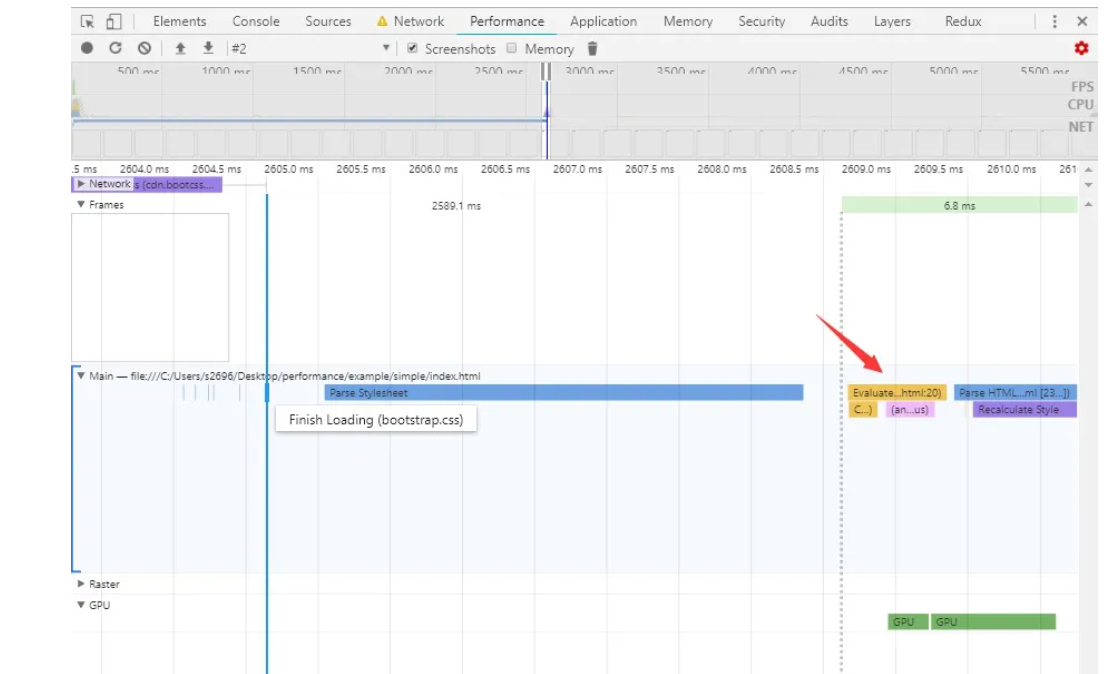 Elements Console Sources Network Performance Application Memory Security Audits Layers Redux
#2 Screenshots Memory
500 ms 1000 ms 1500 ms 2000 ms 2500 ms 3000 ms 3500 ms 4000 ms 4500 ms 5000 ms 5500 ms
FPS
CPU
NET
.5 ms 2604.0 ms 2604.5 ms 2605.0 ms 2605.5 ms 2606.0 ms 2606.5 ms 2607.0 ms 2607.5 ms 2608.0 ms 2608.5 ms 2609.0 ms 2609.5 ms 2610.0 ms 261
Network s (cdn.bootcss....
Frames 2589.1 ms 6.8 ms
Main — file:///C:/Users/s2696/Desktop/performance/example/simple/index.html
Parse Stylesheet Evaluate...html:20) Parse HTML...ml [23...])
C...) (an...us) Recalculate Style
Finish Loading (bootstrap.css)
Raster
GPU
GPU GPU